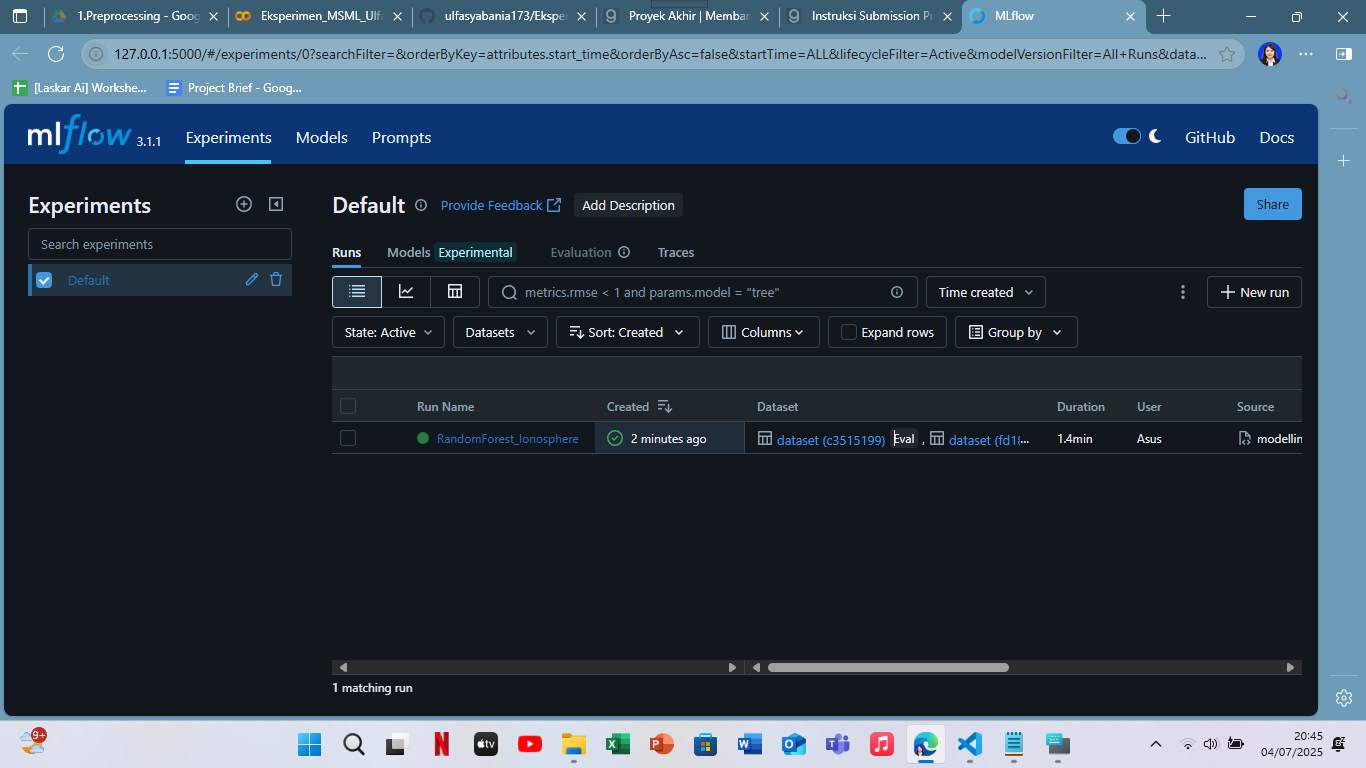 1.Preprocessing - Goog
Eksperimen_MSML_Ulfa
ulfasyabania173/Eksper
Proyek Akhir | Memban
Instruksi Submission Pr
MLflow
127.0.0.1:5000/#/experiments/0?searchFilter=&orderByKey=attributes.start_time&orderByAsc=false&startTime=ALL&lifecycleFilter=Active&modelVersionFilter=All+Runs&data...
[Laskar Ai] Workshe...
Project Brief - Goog...
mlflow 3.1.1
Experiments
Models
Prompts
GitHub
Docs
Experiments
Search experiments
Default
Default
Provide Feedback
Add Description
Share
Runs
Models Experimental
Evaluation
Traces
metrics.rmse < 1 and params.model = "tree"
Time created
New run
State: Active
Datasets
Sort: Created
Columns
Expand rows
Group by
Run Name
Created
Dataset
Duration
User
Source
RandomForest_Ionosphere
2 minutes ago
dataset (c3515199) Eval , dataset (fd18...
1.4min
Asus
modellin
1 matching run
9+
20:45
04/07/2025